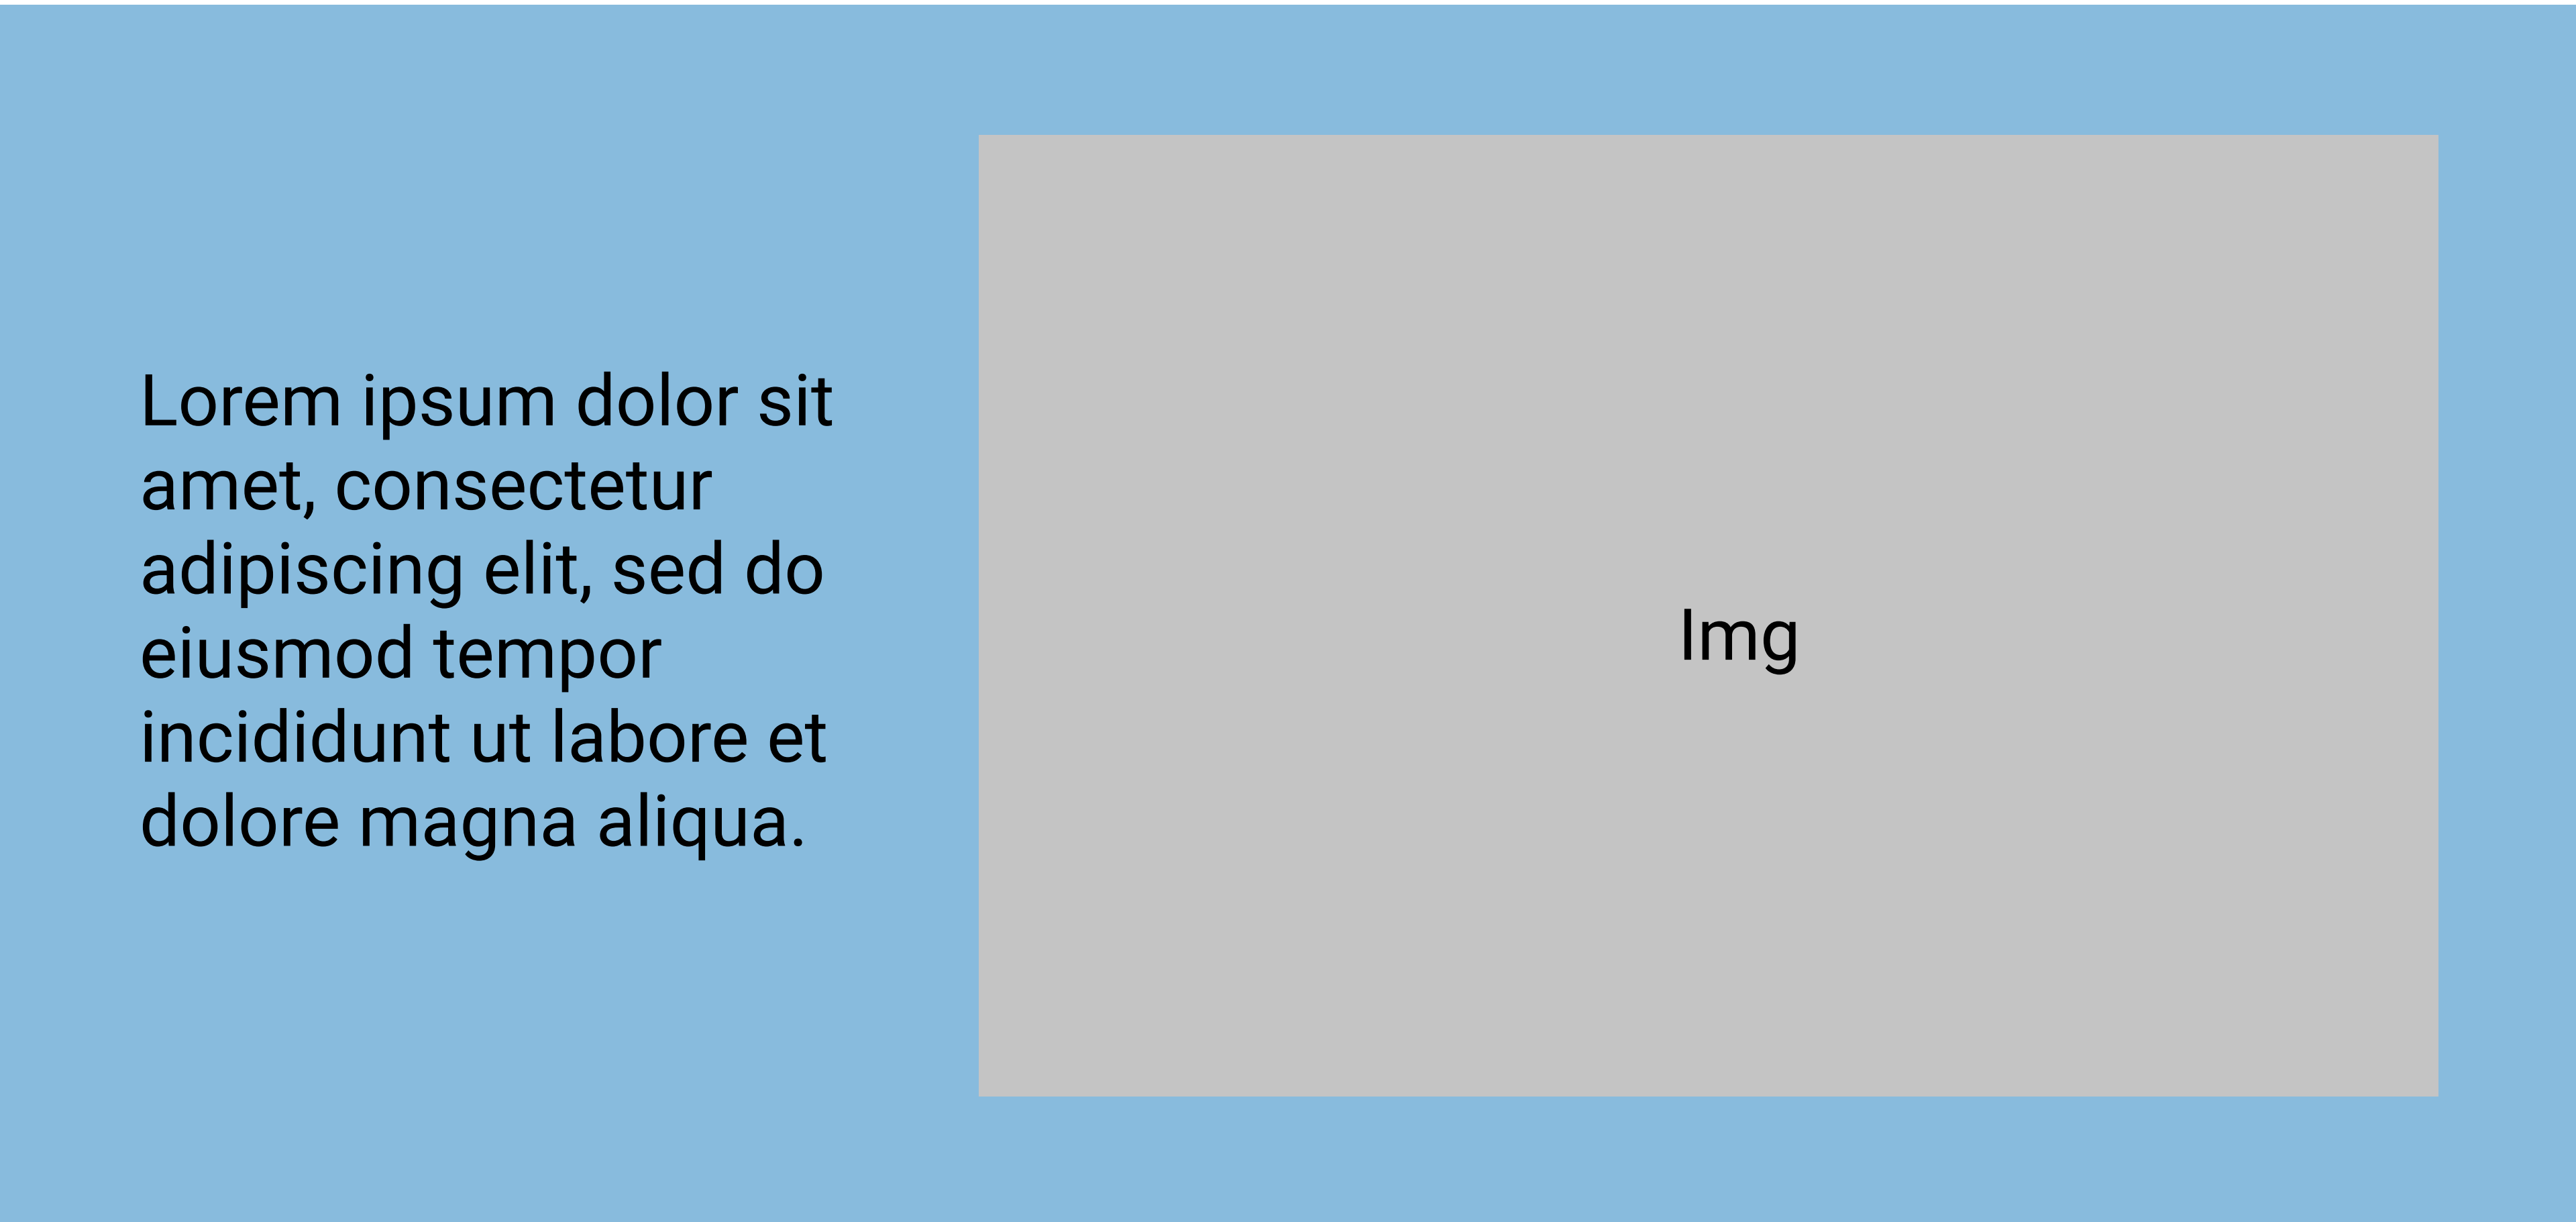 Lorem ipsum dolor sit
amet, consectetur
adipiscing elit, sed do
eiusmod tempor
incididunt ut labore et
dolore magna aliqua.
Img